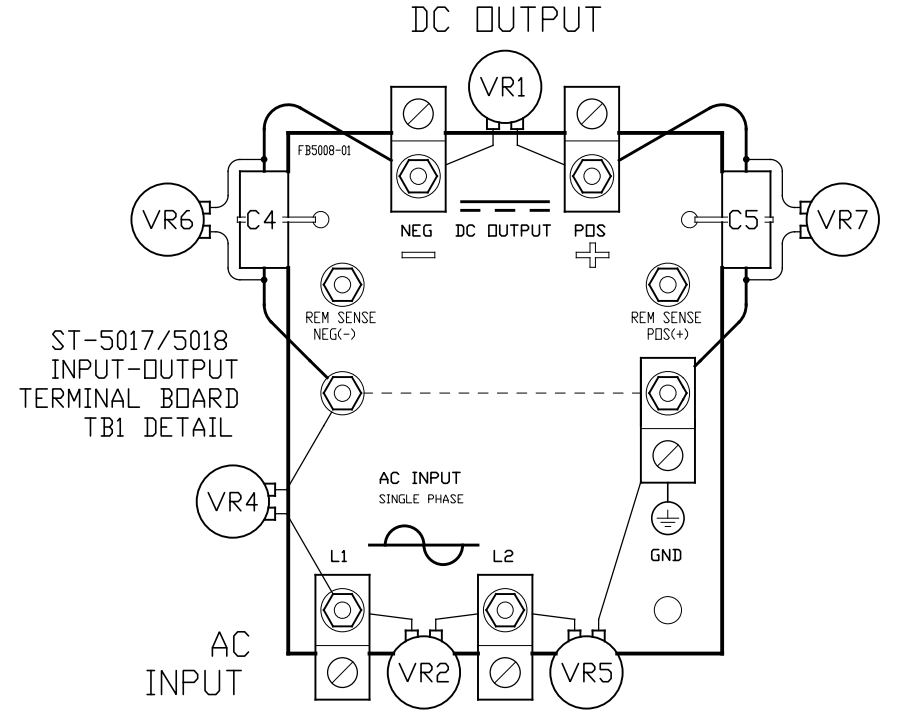 DC OUTPUT
VR1
FB5008-01
VR6
C4
C5
VR7
NEG
DC OUTPUT
POS
REM SENSE
NEG(-)
REM SENSE
POS(+)
ST-5017/5018
INPUT-OUTPUT
TERMINAL BOARD
TB1 DETAIL
AC INPUT
SINGLE PHASE
VR4
L1
L2
GND
AC
INPUT
VR2
VR5